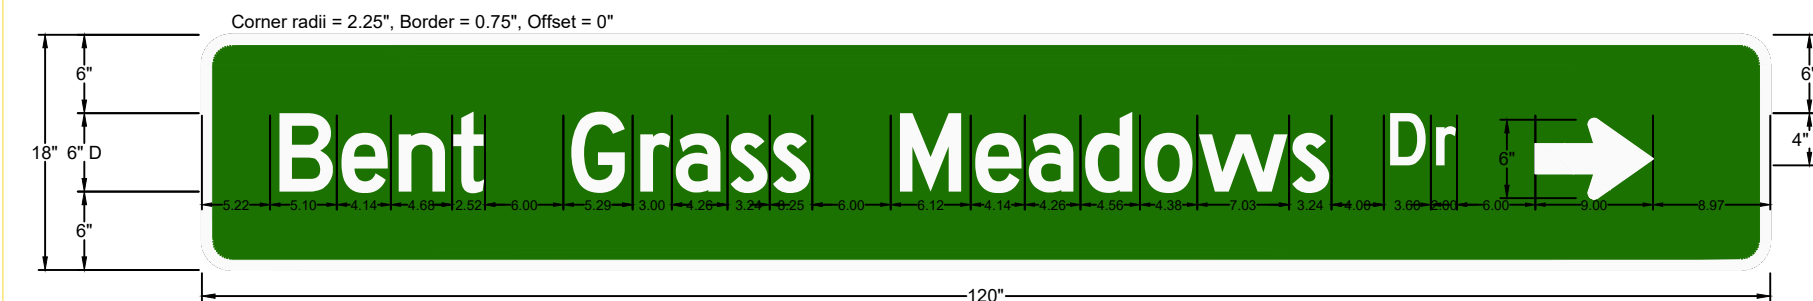 Corner radii = 2.25", Border = 0.75", Offset = 0"
6" 6"
Bent Grass Meadows Dr
18" 6" D 6" 4"
5.22 5.10 4.14 4.68 2.52 6.00 5.29 3.00 4.26 3.24 3.25 6.00 6.12 4.14 4.26 4.56 4.38 7.03 3.24 4.00 3.60 2.00 6.00 9.00 8.97
6"
120"